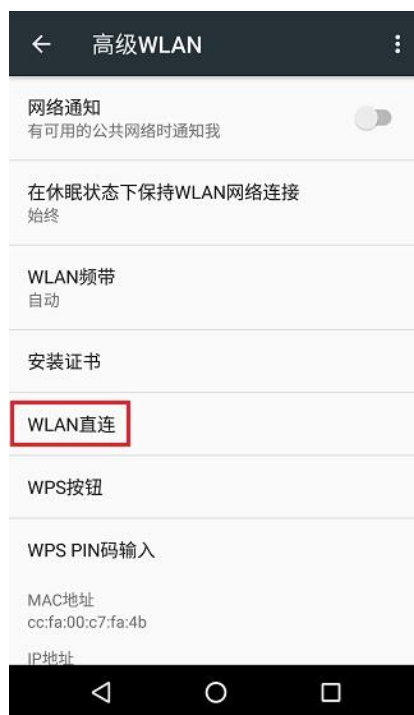 高级WLAN
网络通知
有可用的公共网络时通知我
在休眠状态下保持WLAN网络连接
始终
WLAN频带
自动
安装证书
WLAN直连
WPS按钮
WPS PIN码输入
MAC地址
cc:fa:00:c7:fa:4b
IP地址